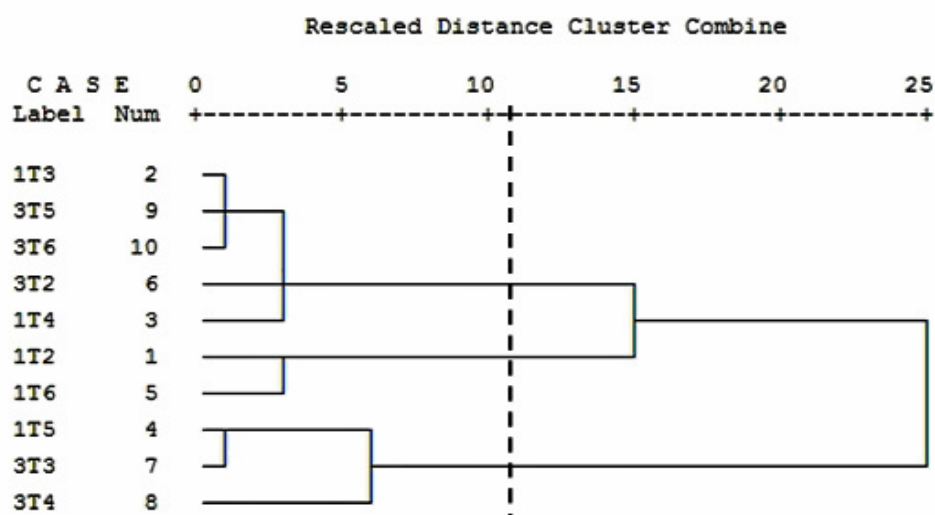 Rescaled Distance Cluster Combine
C A S E 0 5 10 15 20 25
Label Num
1T3 2
3T5 9
3T6 10
3T2 6
1T4 3
1T2 1
1T6 5
1T5 4
3T3 7
3T4 8